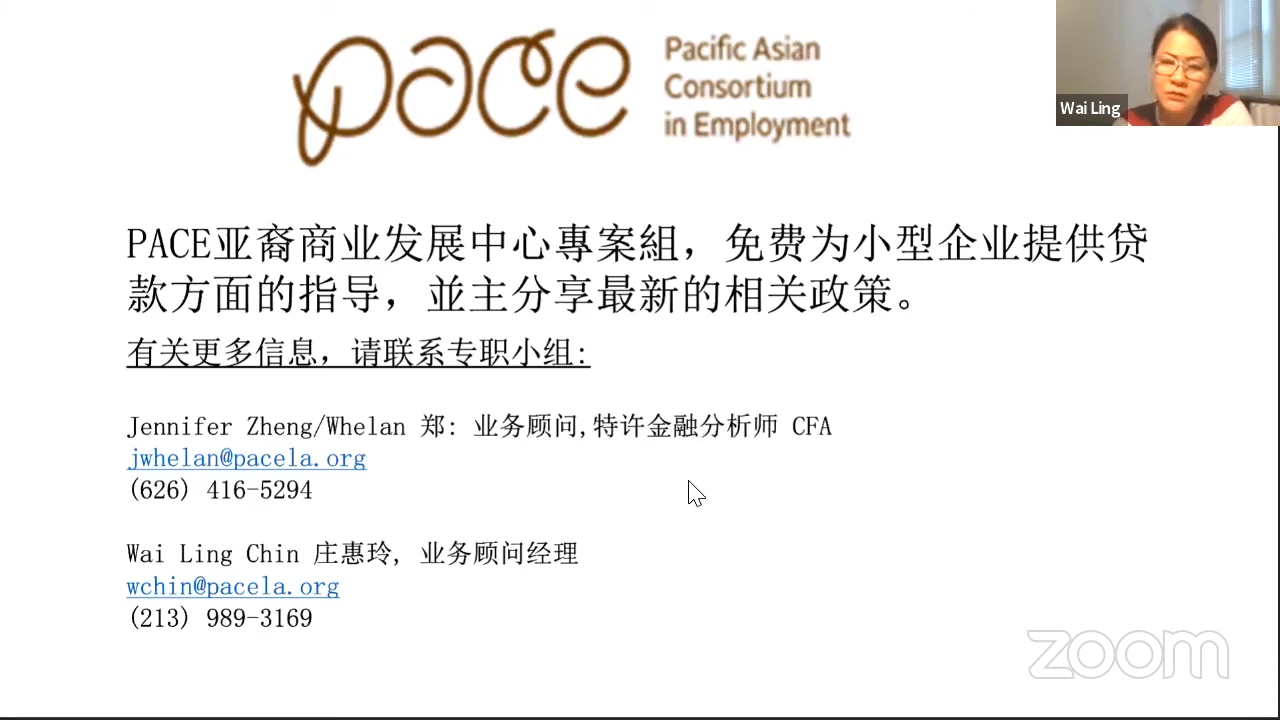 pace
Pacific Asian
Consortium
in Employment
Wai Ling
PACE亚裔商业发展中心專案組，免费为小型企业提供贷
款方面的指导，並主分享最新的相关政策。
有关更多信息，请联系专职小组:
Jennifer Zheng/Whelan 郑: 业务顾问,特许金融分析师 CFA
jwhelan@pacela.org
(626) 416-5294
Wai Ling Chin 庄惠玲, 业务顾问经理
wchin@pacela.org
(213) 989-3169
zoom